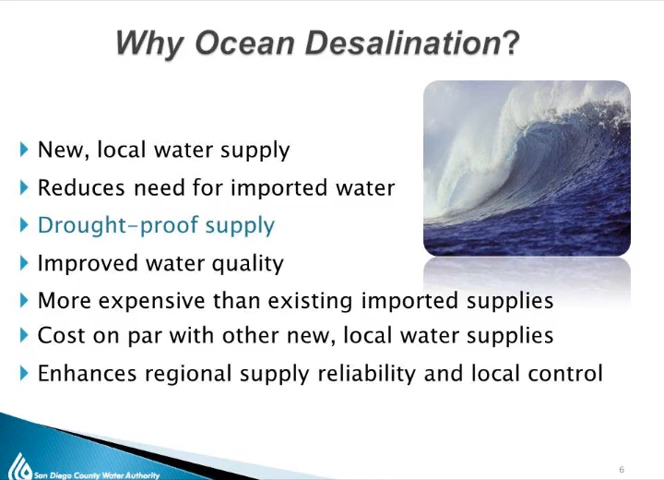 Why Ocean Desalination?
New, local water supply
Reduces need for imported water
Drought-proof supply
Improved water quality
More expensive than existing imported supplies
Cost on par with other new, local water supplies
Enhances regional supply reliability and local control
San Diego County Water Authority
6